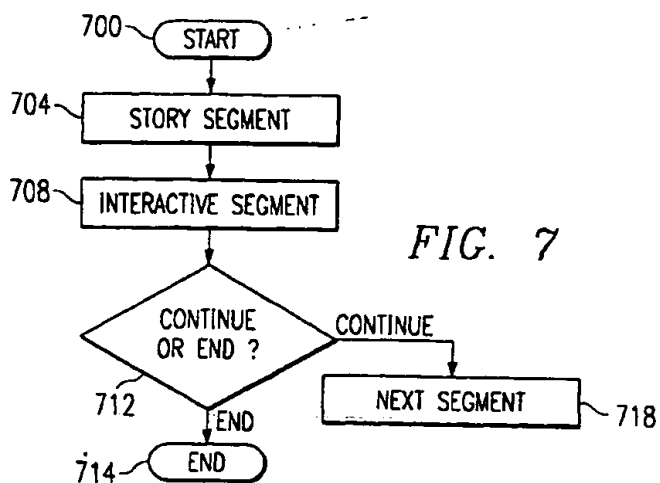 700
START
704
STORY SEGMENT
708
INTERACTIVE SEGMENT
FIG. 7
CONTINUE
OR END ?
CONTINUE
712
NEXT SEGMENT
718
END
714
END